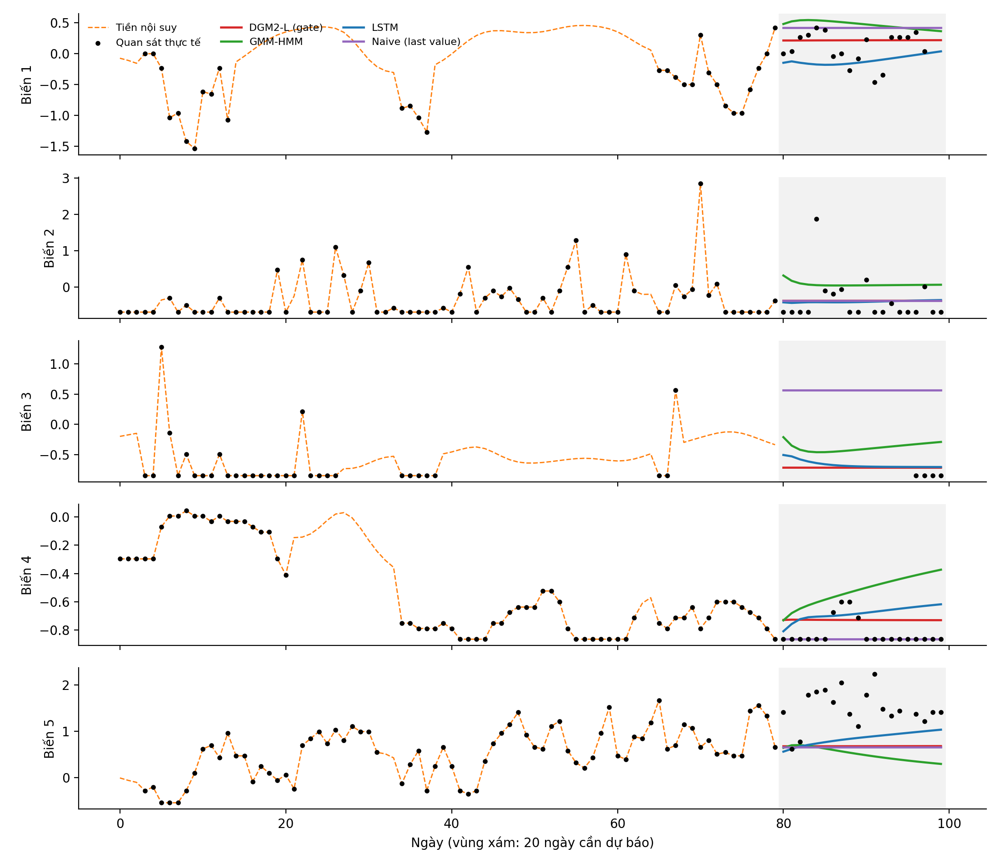 Tiền nội suy
Quan sát thực tế
DGM2-L (gate)
GMM-HMM
LSTM
Naive (last value)
0.5
0.0
−0.5
−1.0
−1.5
Biến 1
3
2
1
0
Biến 2
1.0
0.5
0.0
−0.5
Biến 3
0.0
−0.2
−0.4
−0.6
−0.8
Biến 4
2
1
0
Biến 5
0 20 40 60 80 100
Ngày (vùng xám: 20 ngày cần dự báo)